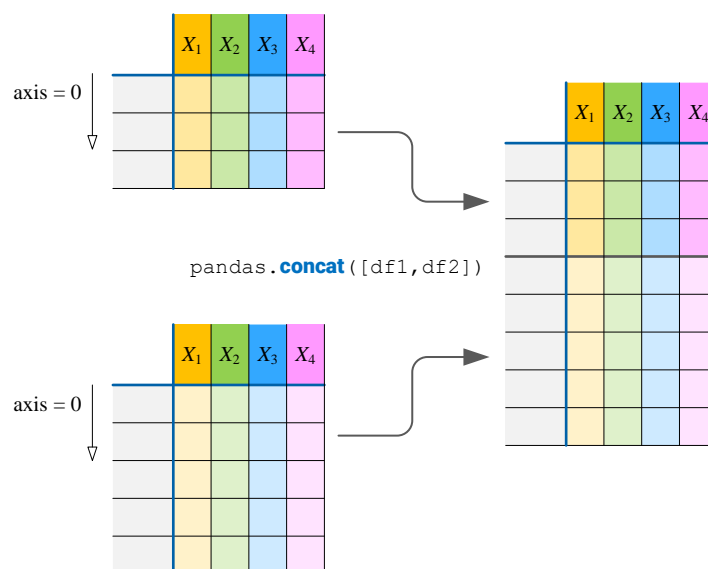 X₁ X₂ X₃ X₄
axis = 0
X₁ X₂ X₃ X₄
pandas.concat([df1,df2])
X₁ X₂ X₃ X₄
axis = 0